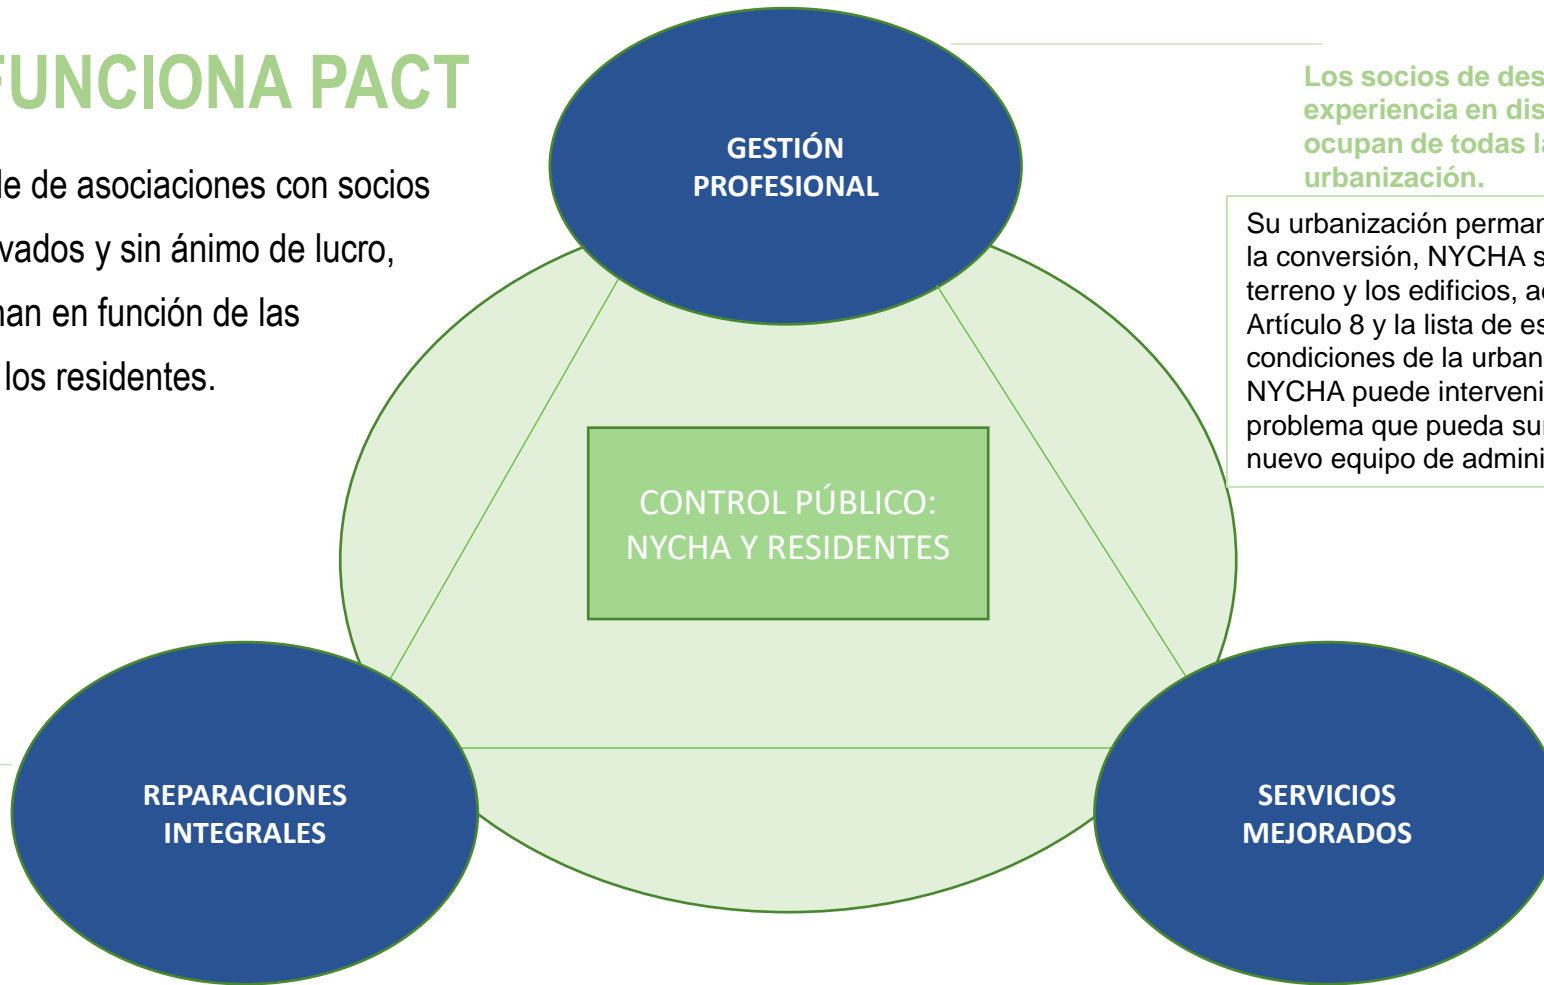 FUNCIONA PACT
de de asociaciones con socios
vados y sin ánimo de lucro,
nan en función de las
los residentes.
GESTIÓN
PROFESIONAL
Los socios de des
experiencia en dis
ocupan de todas la
urbanización.
Su urbanización perman
la conversión, NYCHA s
terreno y los edificios, a
Artículo 8 y la lista de es
condiciones de la urban
NYCHA puede interveni
problema que pueda su
nuevo equipo de admini
CONTROL PÚBLICO:
NYCHA Y RESIDENTES
REPARACIONES
INTEGRALES
SERVICIOS
MEJORADOS